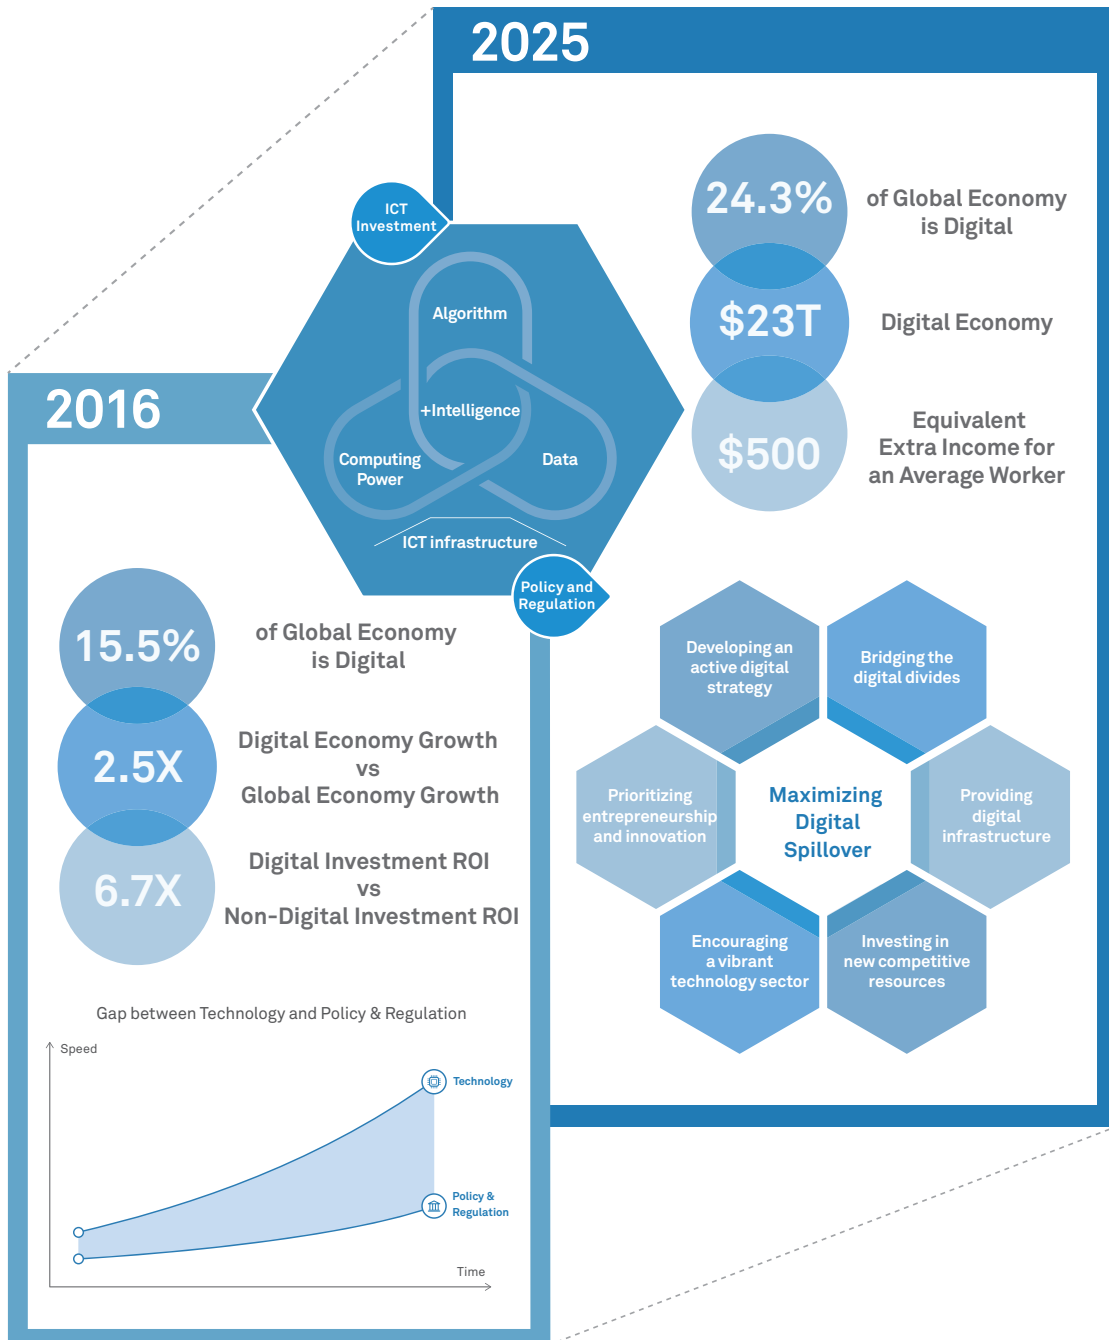 2025
24.3%
of Global Economy
is Digital
$23T
Digital Economy
$500
Equivalent
Extra Income for
an Average Worker
ICT
Investment
Algorithm
+Intelligence
Computing
Power
Data
ICT infrastructure
Policy and
Regulation
2016
15.5%
of Global Economy
is Digital
2.5X
Digital Economy Growth
vs
Global Economy Growth
6.7X
Digital Investment ROI
vs
Non-Digital Investment ROI
Gap between Technology and Policy & Regulation
Speed
Technology
Policy &
Regulation
Time
Developing an
active digital
strategy
Bridging the
digital divides
Prioritizing
entrepreneurship
and innovation
Maximizing
Digital
Spillover
Providing
digital
infrastructure
Encouraging
a vibrant
technology sector
Investing in
new competitive
resources